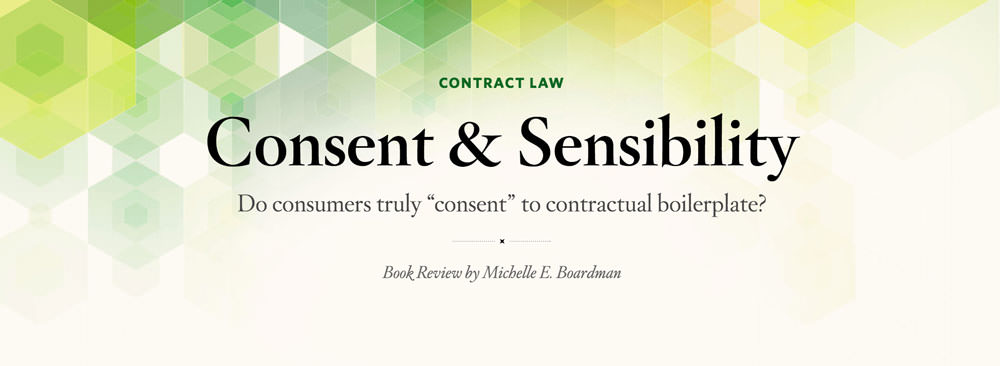 CONTRACT LAW
Consent & Sensibility
Do consumers truly “consent” to contractual boilerplate?
Book Review by Michelle E. Boardman